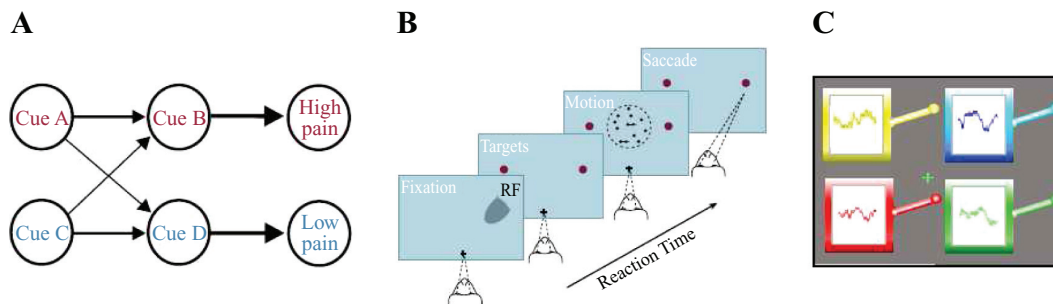 A
Cue A
Cue B
High
pain
Cue C
Cue D
Low
pain
B
Fixation
RF
Targets
Motion
Saccade
Reaction Time
C